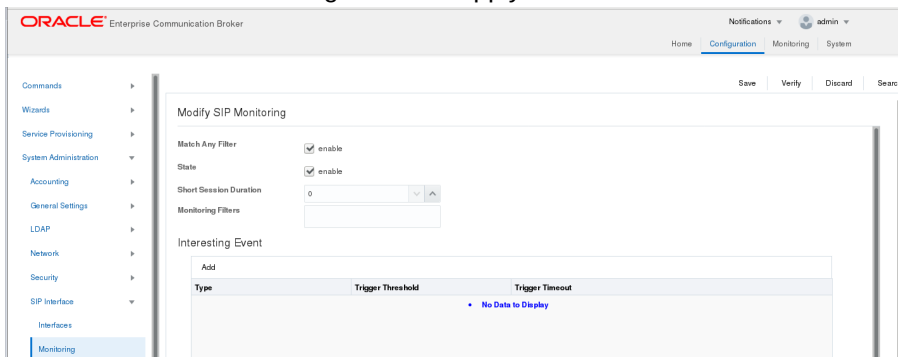 ORACLE Enterprise Communication Broker
Notifications admin
Home Configuration Monitoring System
Save Verify Discard Searc
Commands
Wizards
Service Provisioning
System Administration
Accounting
General Settings
LDAP
Network
Security
SIP Interface
Interfaces
Monitoring
Modify SIP Monitoring
Match Any Filter enable
State enable
Short Session Duration 0
Monitoring Filters
Interesting Event
Add
Type Trigger Threshold Trigger Timeout
• No Data to Display